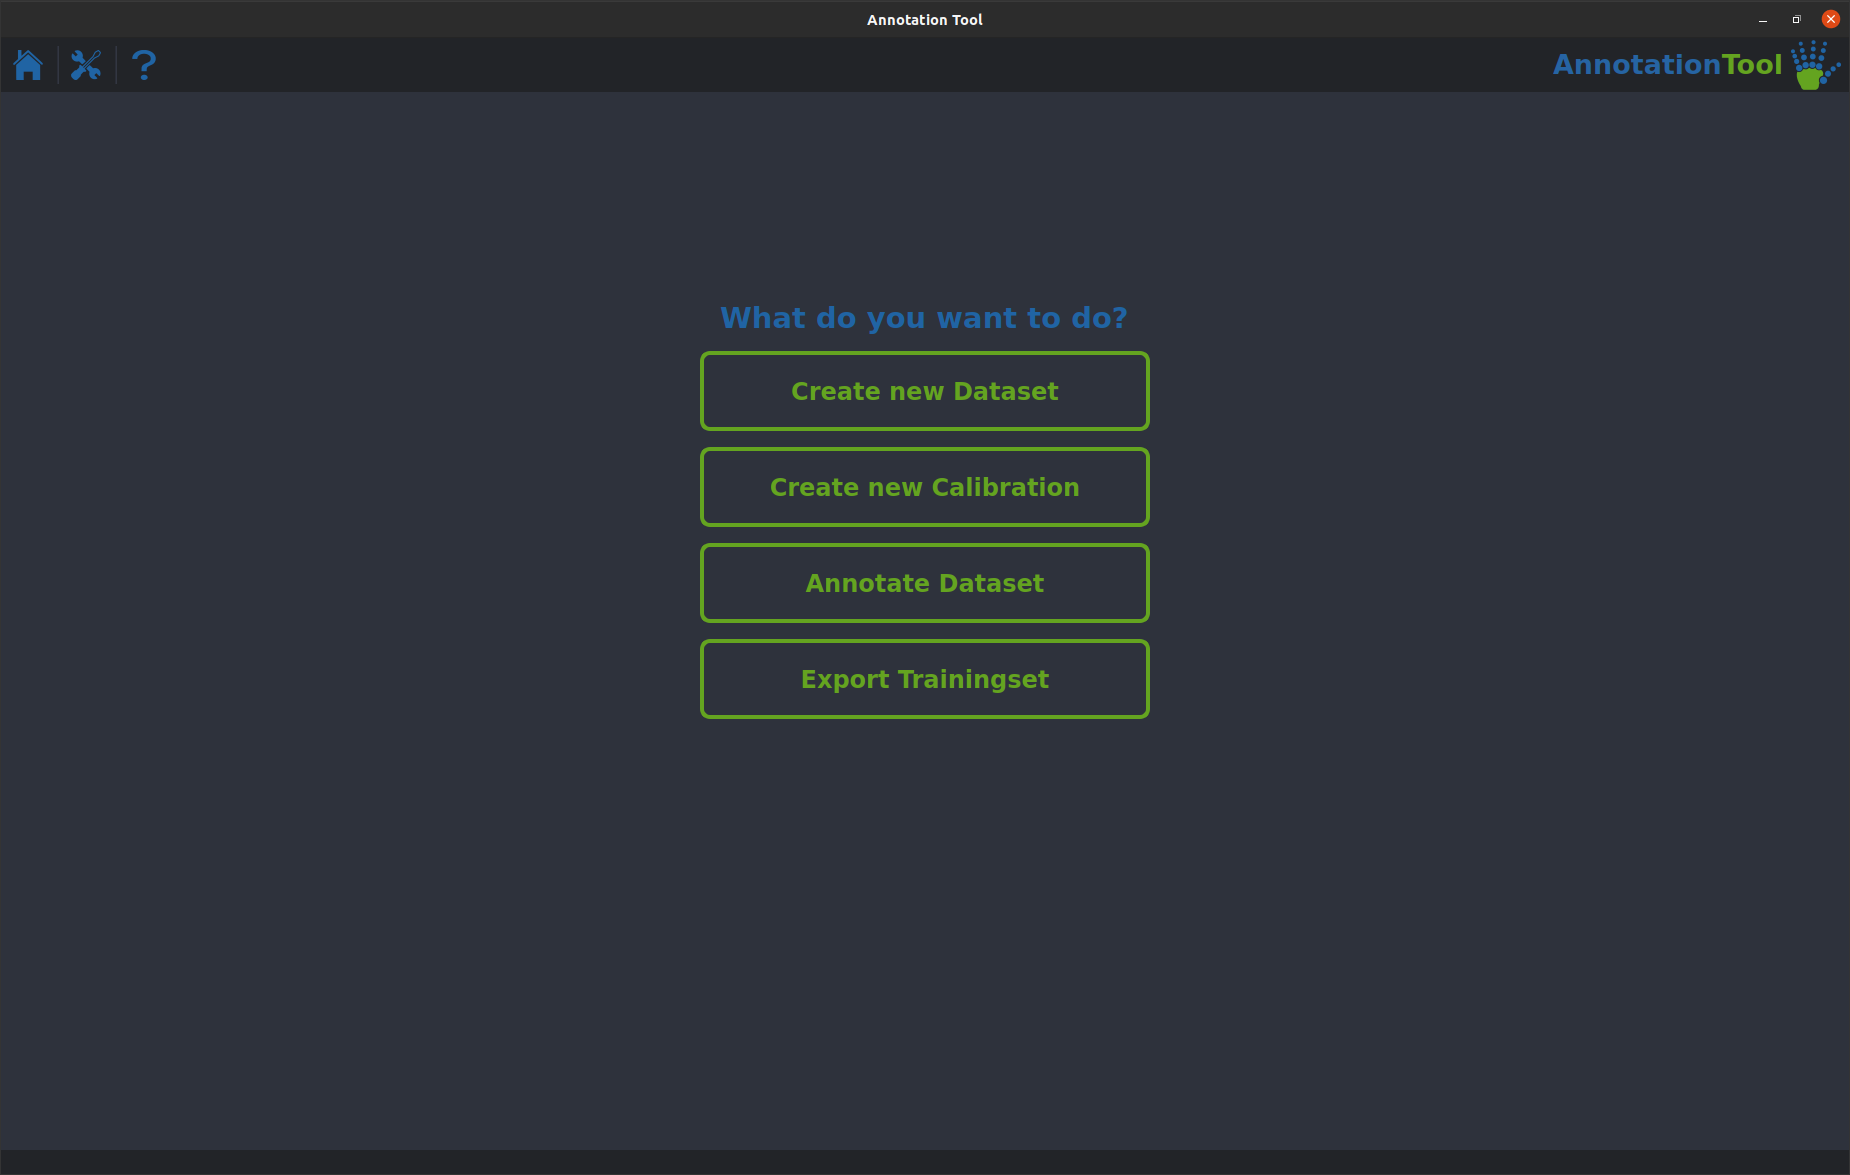 Annotation Tool
AnnotationTool
What do you want to do?
Create new Dataset
Create new Calibration
Annotate Dataset
Export Trainingset